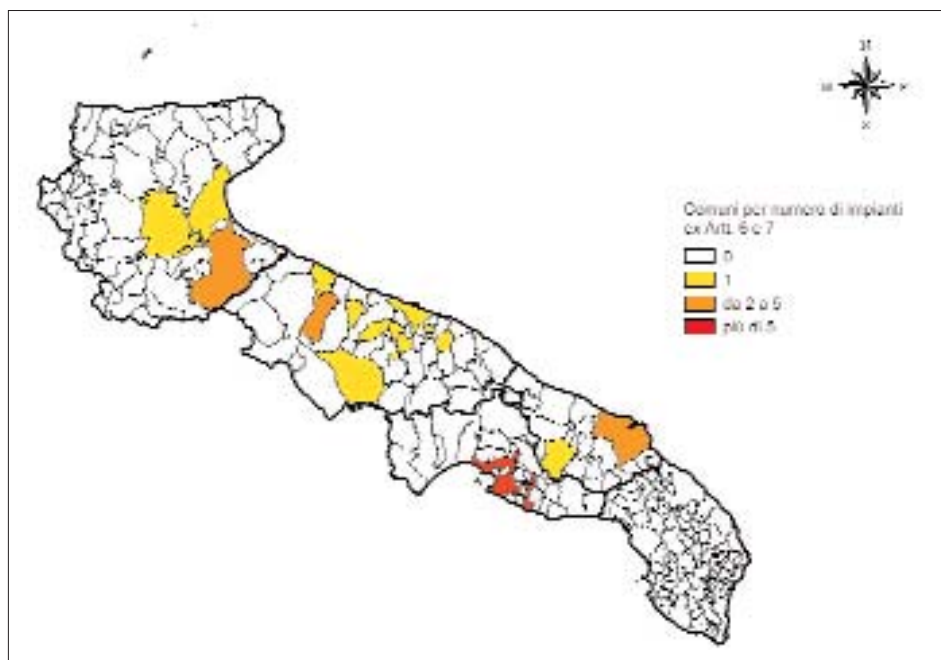 Comuni per numero di impianti
ex Artt. 6 e 7
0
1
da 2 a 5
più di 5